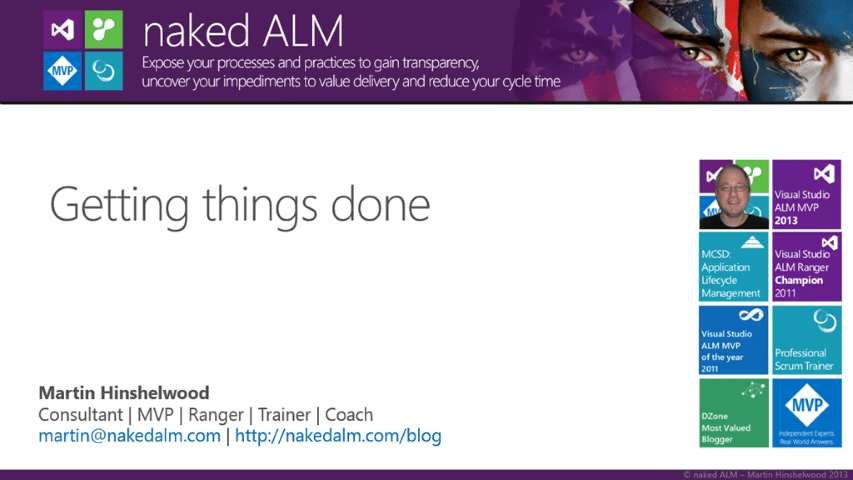 naked ALM
Expose your processes and practices to gain transparency,
uncover your impediments to value delivery and reduce your cycle time
MVP
Getting things done
Visual Studio
ALM MVP
2013
MCSD:
Application
Lifecycle
Management
Visual Studio
ALM Ranger
Champion
2011
Visual Studio
ALM MVP
of the year
2011
Professional
Scrum Trainer
DZone
Most Valued
Blogger
MVP
Independent Experts.
Real World Answers.
Martin Hinshelwood
Consultant | MVP | Ranger | Trainer | Coach
martin@nakedalm.com | http://nakedalm.com/blog
© naked ALM – Martin Hinshelwood 2013